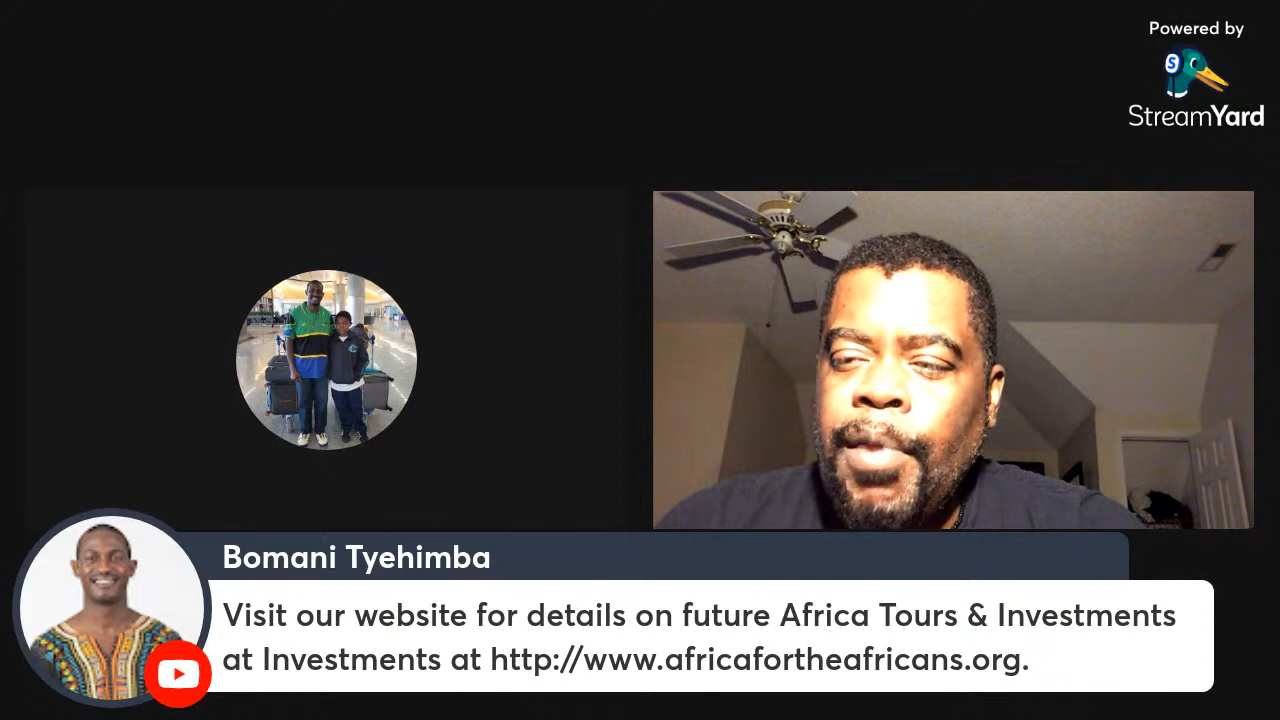 Powered by
S
StreamYard
Bomani Tyehimba
Visit our website for details on future Africa Tours & Investments
at Investments at http://www.africafortheafricans.org.